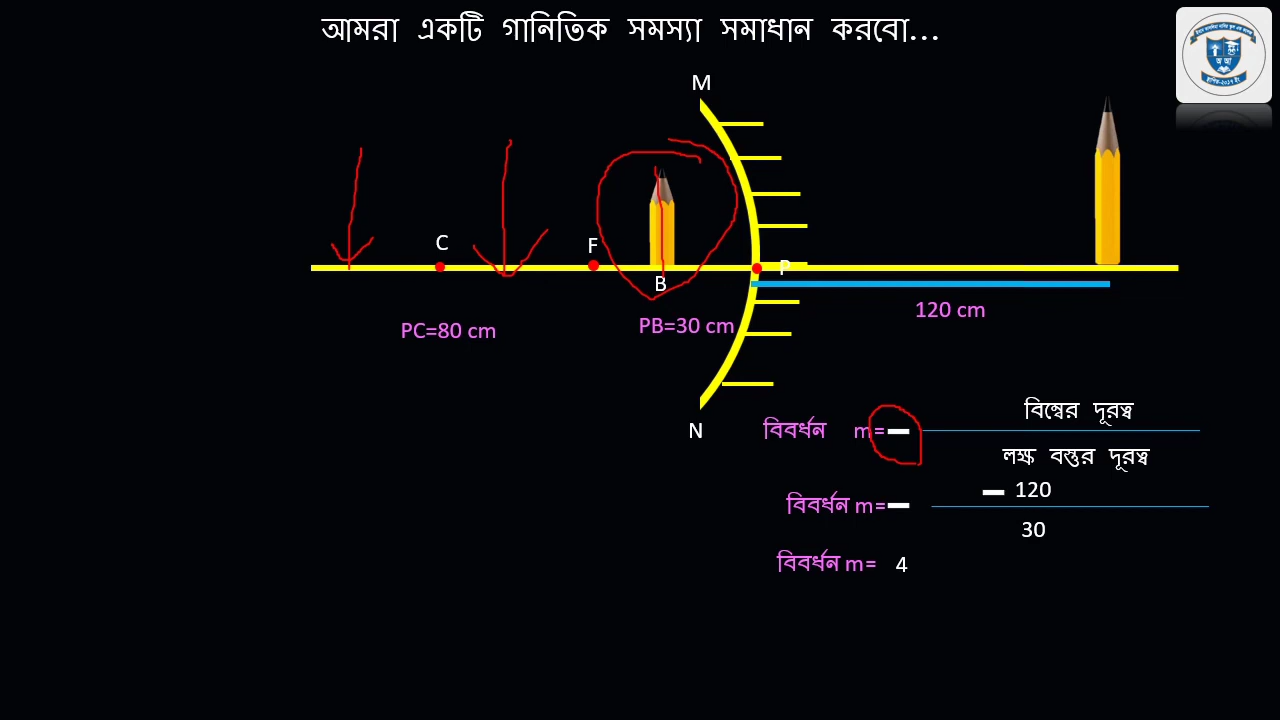 আমরা একটি গানিতিক সমস্যা সমাধান করবো...
M
C
F
P
B
120 cm
PC=80 cm
PB=30 cm
N
বিবর্ধন m=– বিম্বের দূরত্ব
লক্ষ বস্তুর দূরত্ব
বিবর্ধন m=– – 120
30
বিবর্ধন m= 4